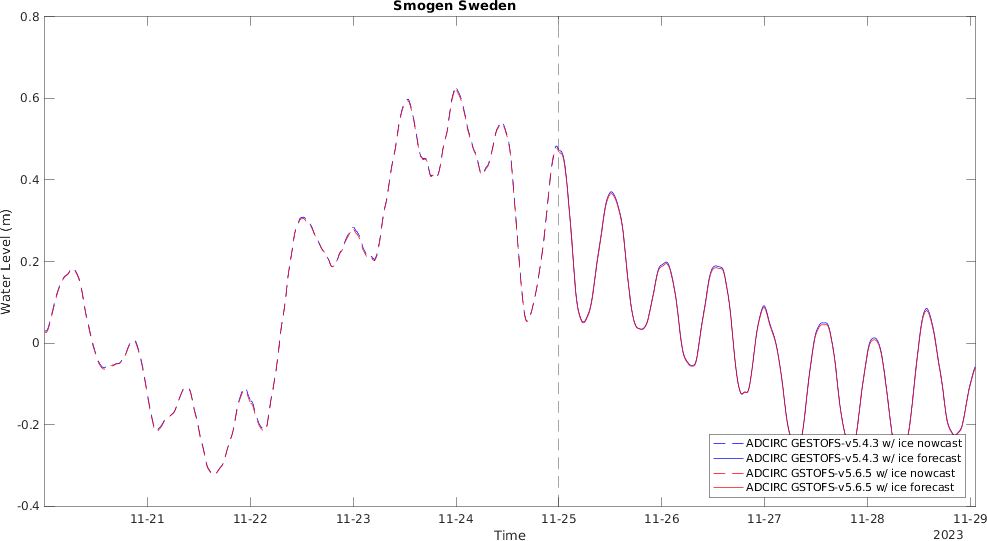 Smogen Sweden
0.8
0.6
0.4
0.2
0
-0.2
-0.4
Water Level (m)
11-21
11-22
11-23
11-24
11-25
11-26
11-27
11-28
11-29
2023
Time
ADCIRC GESTOFS-v5.4.3 w/ ice nowcast
ADCIRC GESTOFS-v5.4.3 w/ ice forecast
ADCIRC GSTOFS-v5.6.5 w/ ice nowcast
ADCIRC GSTOFS-v5.6.5 w/ ice forecast